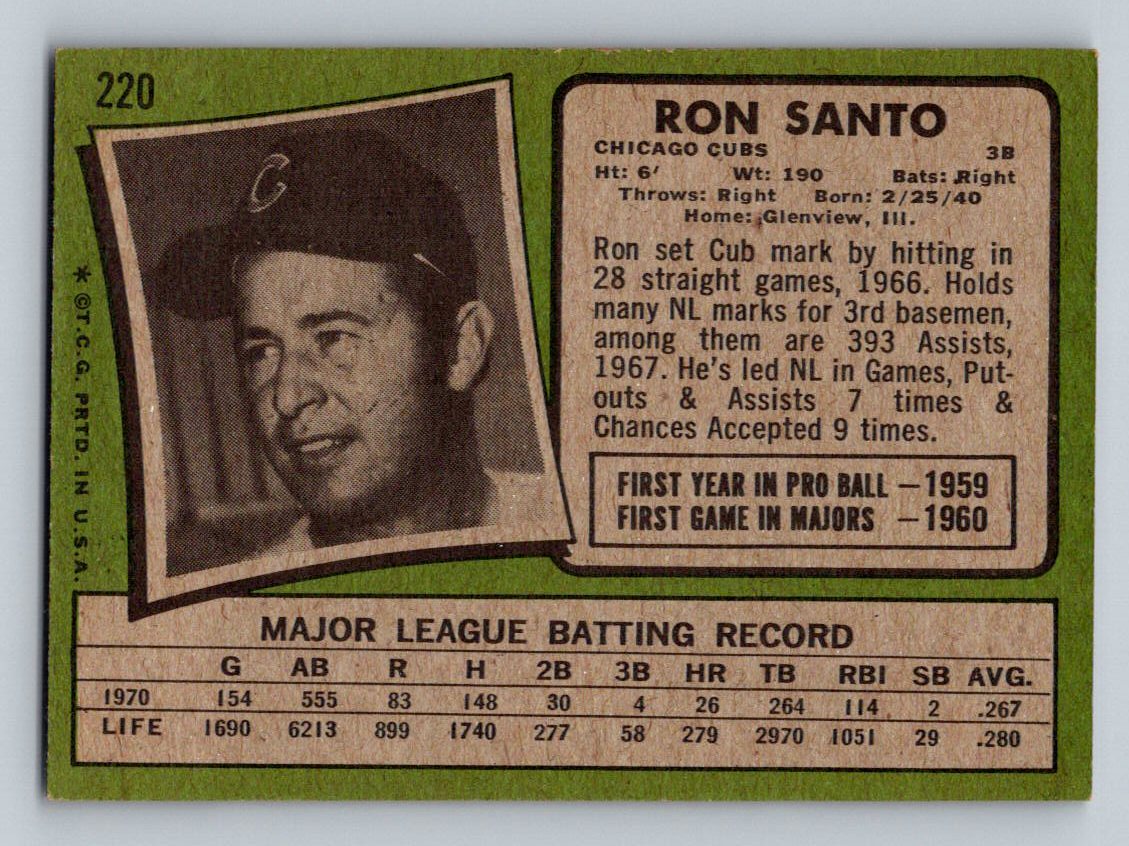 220
C
* ©T.C.G. PRTD. IN U.S.A.
RON SANTO
CHICAGO CUBS 3B
Ht: 6' Wt: 190 Bats: Right
Throws: Right Born: 2/25/40
Home: Glenview, Ill.
Ron set Cub mark by hitting in
28 straight games, 1966. Holds
many NL marks for 3rd basemen,
among them are 393 Assists,
1967. He's led NL in Games, Put-
outs & Assists 7 times &
Chances Accepted 9 times.
FIRST YEAR IN PRO BALL —1959
FIRST GAME IN MAJORS —1960
MAJOR LEAGUE BATTING RECORD
G AB R H 2B 3B HR TB RBI SB AVG.
1970 154 555 83 148 30 4 26 264 114 2 .267
LIFE 1690 6213 899 1740 277 58 279 2970 1051 29 .280